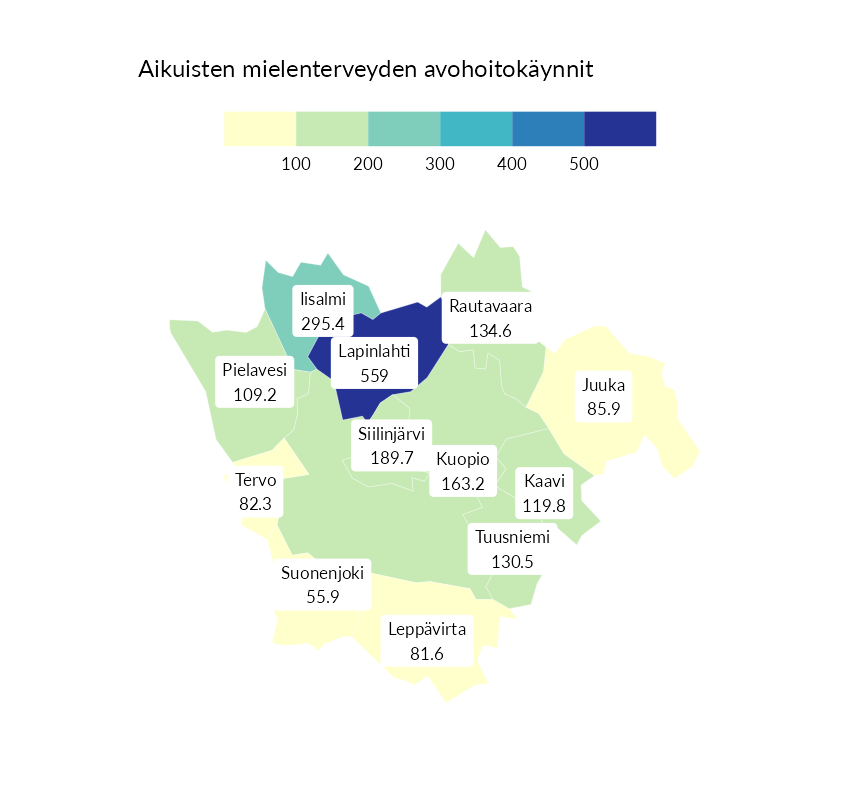 Aikuisten mielenterveyden avohoitokäynnit
100 200 300 400 500
Iisalmi
295.4
Rautavaara
134.6
Lapinlahti
559
Pielavesi
109.2
Juuka
85.9
Siilinjärvi
189.7
Kuopio
163.2
Tervo
82.3
Kaavi
119.8
Tuusniemi
130.5
Suonenjoki
55.9
Leppävirta
81.6